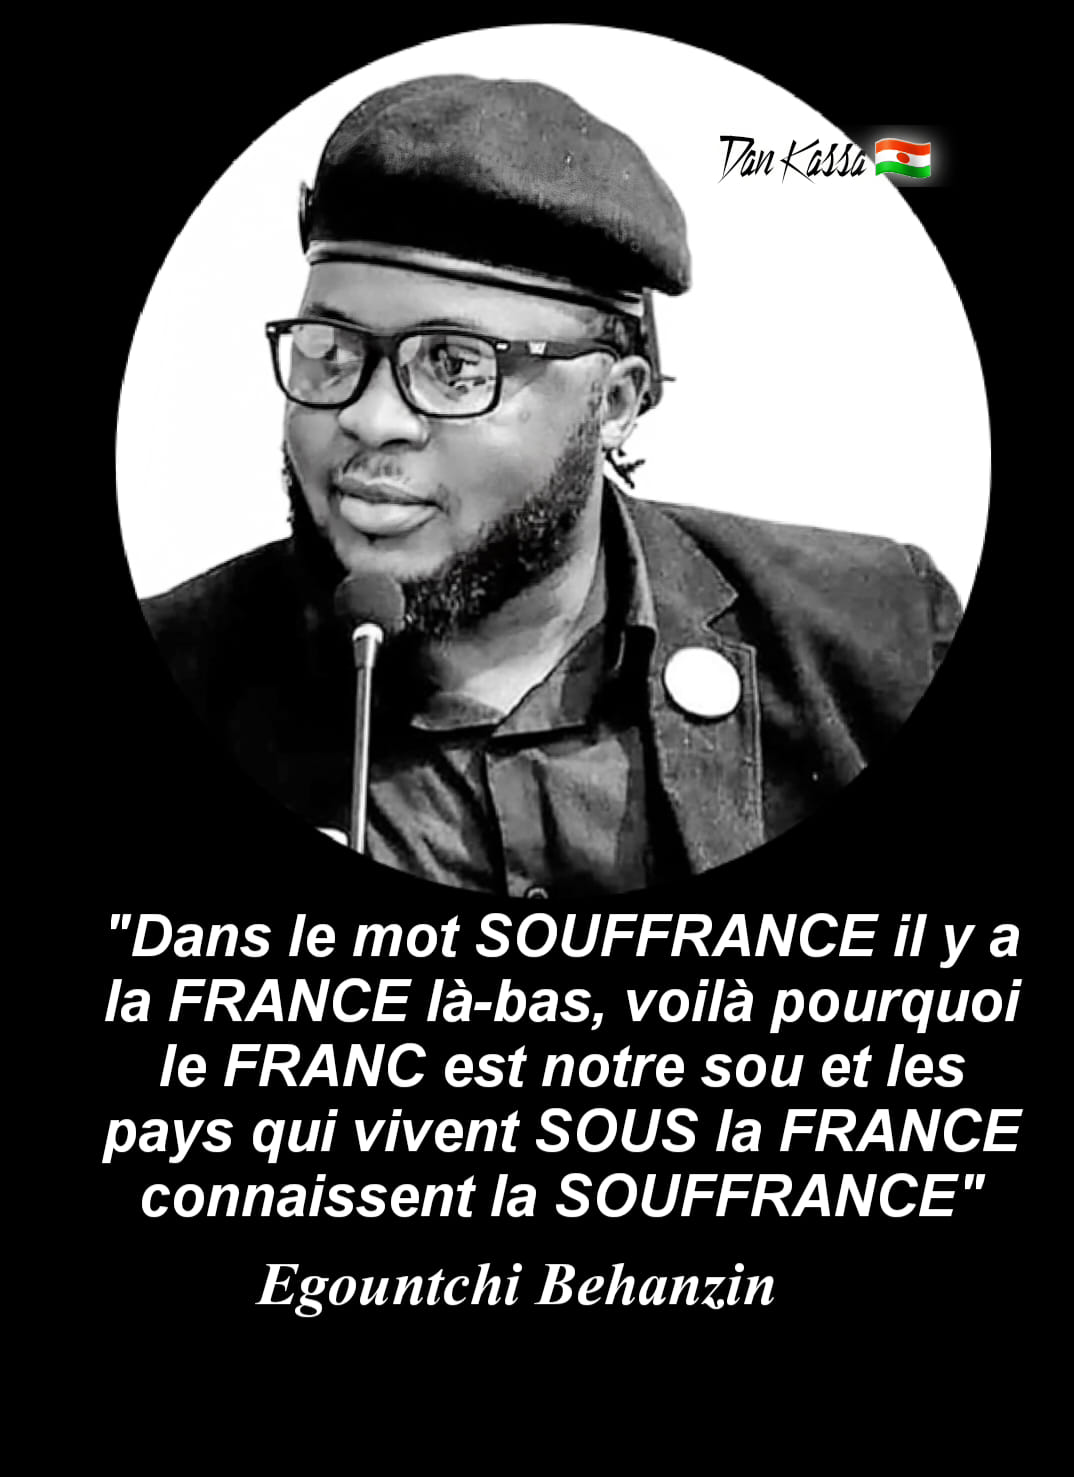 Dan Kassa
"Dans le mot SOUFFRANCE il y a
la FRANCE là-bas, voilà pourquoi
le FRANC est notre sou et les
pays qui vivent SOUS la FRANCE
connaissent la SOUFFRANCE"
Egountchi Behanzin